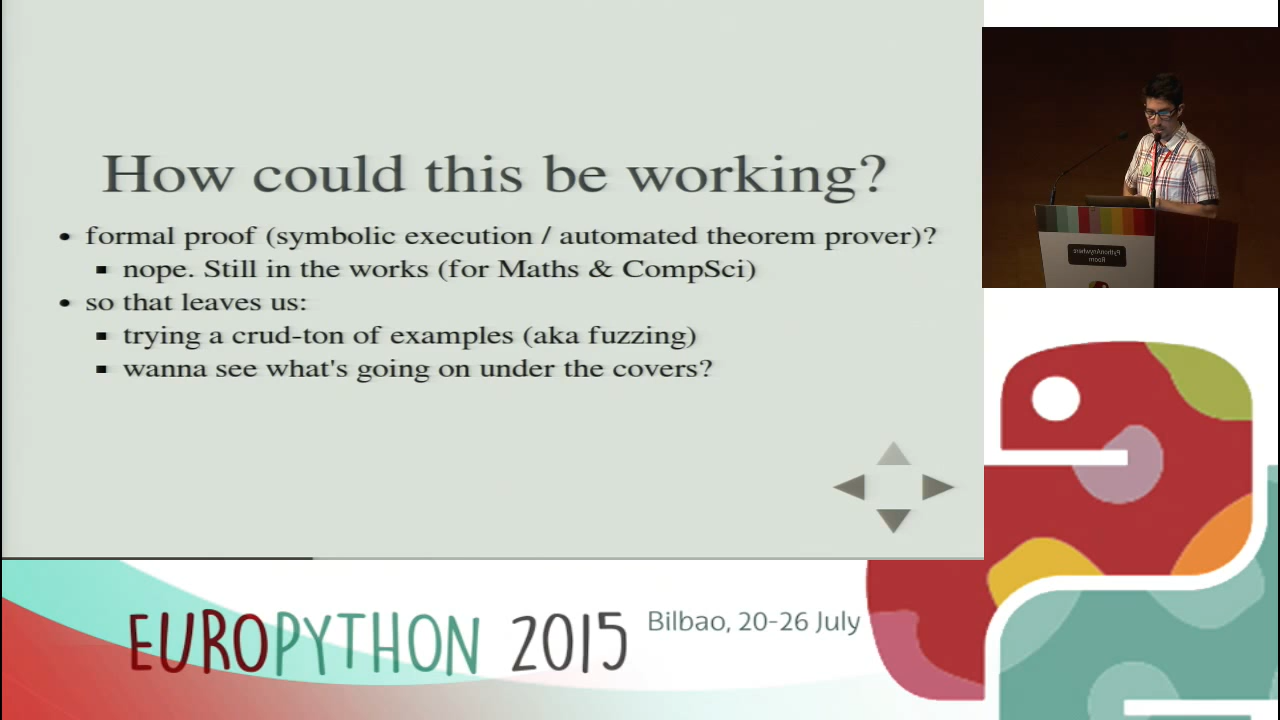 How could this be working?
• formal proof (symbolic execution / automated theorem prover)?
▪ nope. Still in the works (for Maths & CompSci)
• so that leaves us:
▪ trying a crud-ton of examples (aka fuzzing)
▪ wanna see what's going on under the covers?
PythonAnywhere
Room
EUROPYTHON 2015
Bilbao, 20-26 July